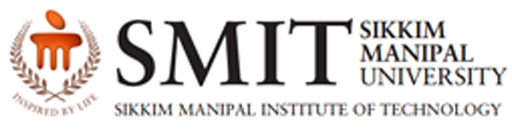 SMIT
SIKKIM
MANIPAL
UNIVERSITY
INSPIRED BY LIFE
SIKKIM MANIPAL INSTITUTE OF TECHNOLOGY